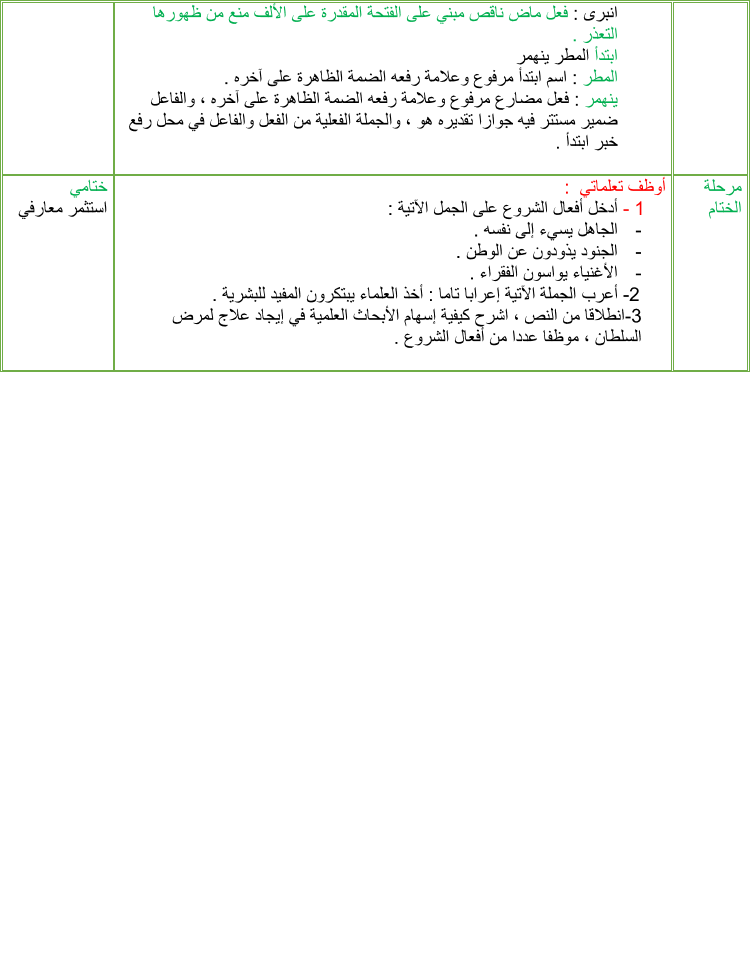 انبرى : فعل ماض ناقص مبني على الفتحة المقدرة على الألف منع من ظهورها
التعذر .
ابتدأ المطر ينهمر
المطر : اسم ابتدأ مرفوع وعلامة رفعه الضمة الظاهرة على آخره .
ينهمر : فعل مضارع مرفوع وعلامة رفعه الضمة الظاهرة على آخره ، والفاعل
ضمير مستتر فيه جوازا تقديره هو ، والجملة الفعلية من الفعل والفاعل في محل رفع
خبر ابتدأ .
مرحلة
الختام
أوظف تعلماتي :
1 - أدخل أفعال الشروع على الجمل الآتية :
- الجاهل يسيء إلى نفسه .
- الجنود يذودون عن الوطن .
- الأغنياء يواسون الفقراء .
2- أعرب الجملة الآتية إعرابا تاما : أخذ العلماء يبتكرون المفيد للبشرية .
3-انطلاقا من النص ، اشرح كيفية إسهام الأبحاث العلمية في إيجاد علاج لمرض
السلطان ، موظفا عددا من أفعال الشروع .
ختامي
استثمر معارفي